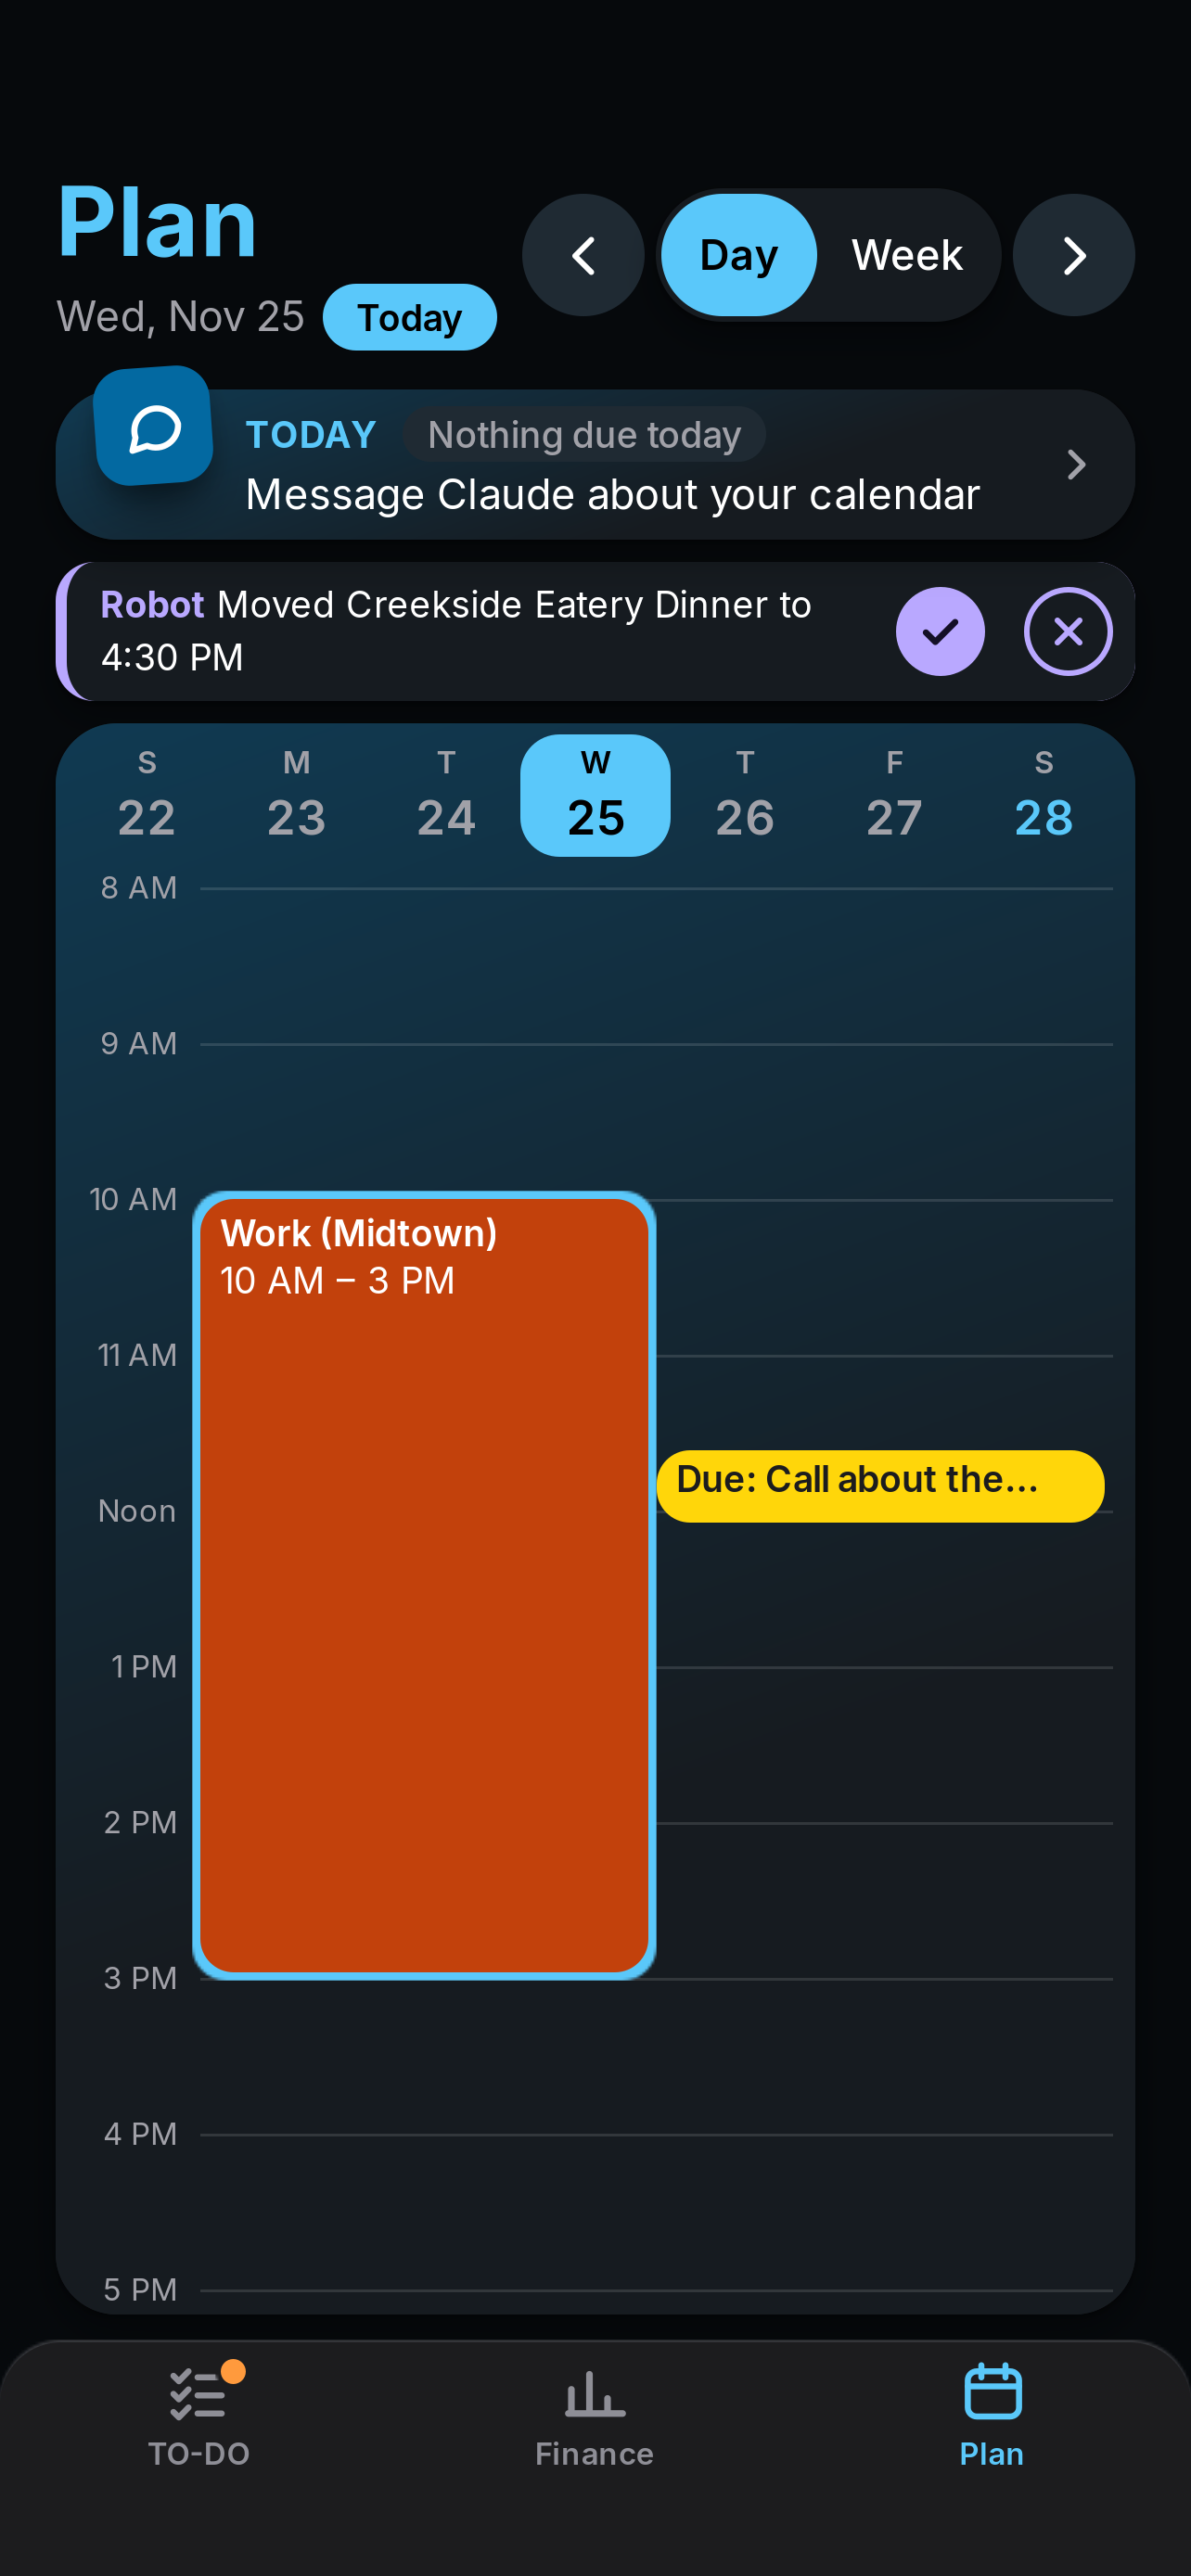 Plan
Day
Week
Wed, Nov 25
Today
TODAY
Nothing due today
Message Claude about your calendar
Robot Moved Creekside Eatery Dinner to
4:30 PM
S
M
T
W
T
F
S
22
23
24
25
26
27
28
8 AM
9 AM
10 AM
Work (Midtown)
10 AM – 3 PM
11 AM
Due: Call about the...
Noon
1 PM
2 PM
3 PM
4 PM
5 PM
TO-DO
Finance
Plan